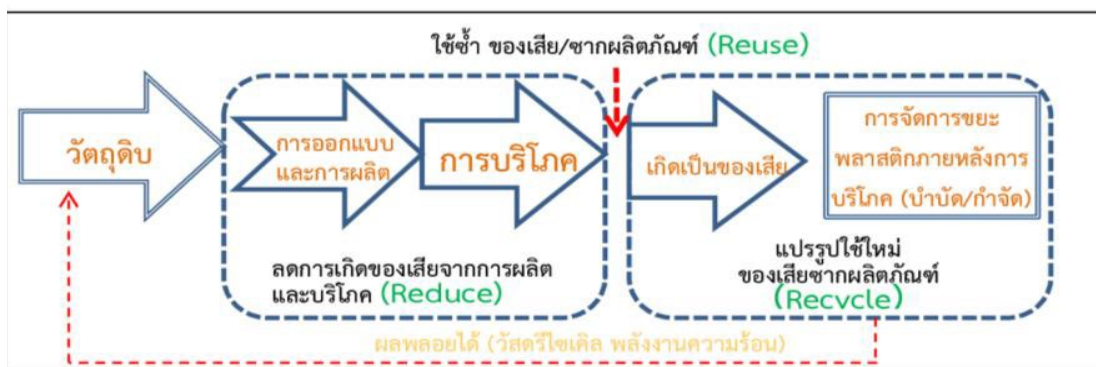 ใช้ซ้ำ ของเสีย/ซากผลิตภัณฑ์ (Reuse)
วัตถุดิบ
การออกแบบ
และการผลิต
การบริโภค
เกิดเป็นของเสีย
การจัดการขยะ
พลาสติกภายหลังการ
บริโภค (บำบัด/กำจัด)
ลดการเกิดของเสียจากการผลิต
และบริโภค (Reduce)
แปรรูปใช้ใหม่
ของเสียซากผลิตภัณฑ์
(Recycle)
ผลพลอยได้ (วัสดุรีไซเคิล พลังงานความร้อน)